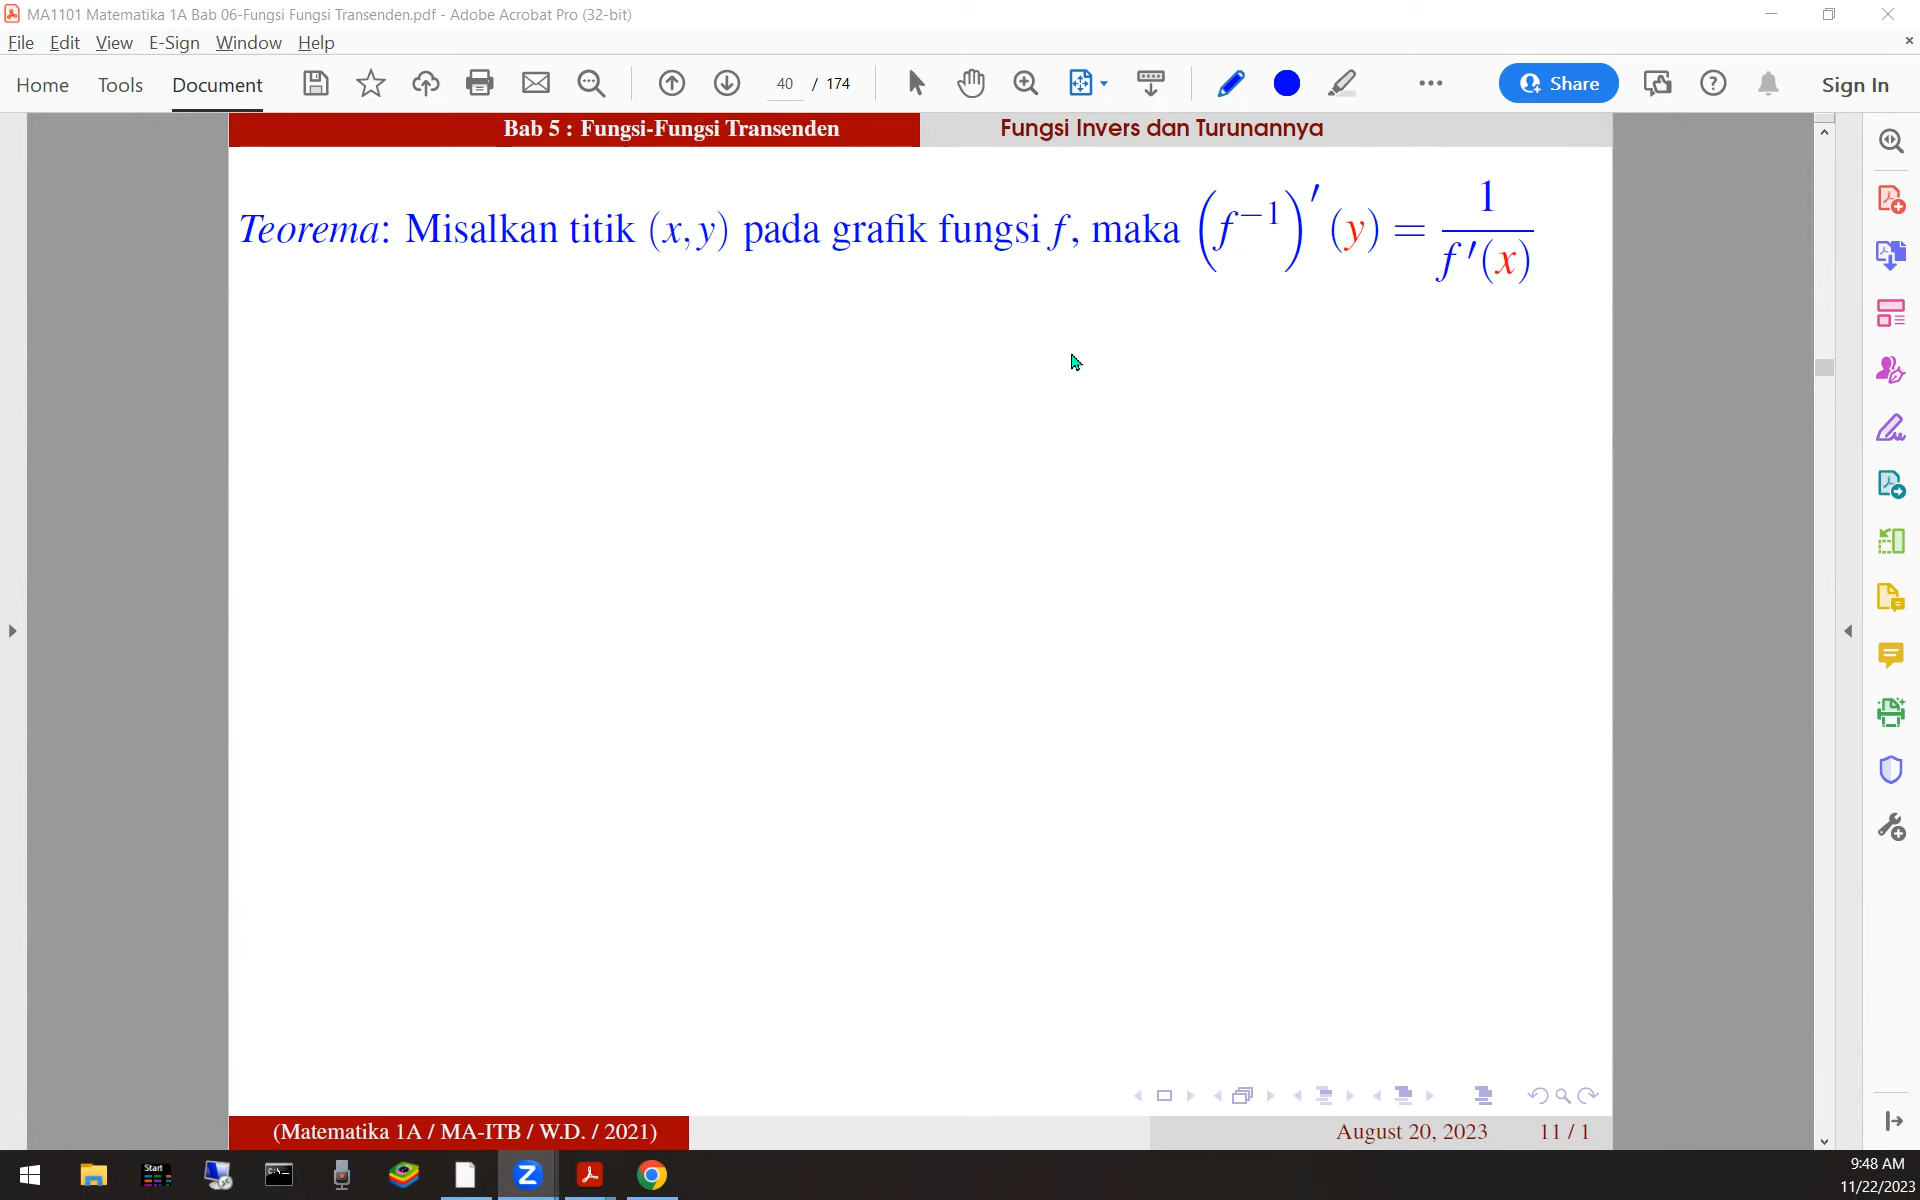 MA1101 Matematika 1A Bab 06-Fungsi Fungsi Transenden.pdf - Adobe Acrobat Pro (32-bit)
File Edit View E-Sign Window Help
Home Tools Document 40 / 174 Share Sign In
Bab 5 : Fungsi-Fungsi Transenden Fungsi Invers dan Turunannya
Teorema: Misalkan titik (x, y) pada grafik fungsi f, maka (f⁻¹)′(y) = 1/f′(x)
(Matematika 1A / MA-ITB / W.D. / 2021) August 20, 2023 11 / 1
Start
9:48 AM
11/22/2023